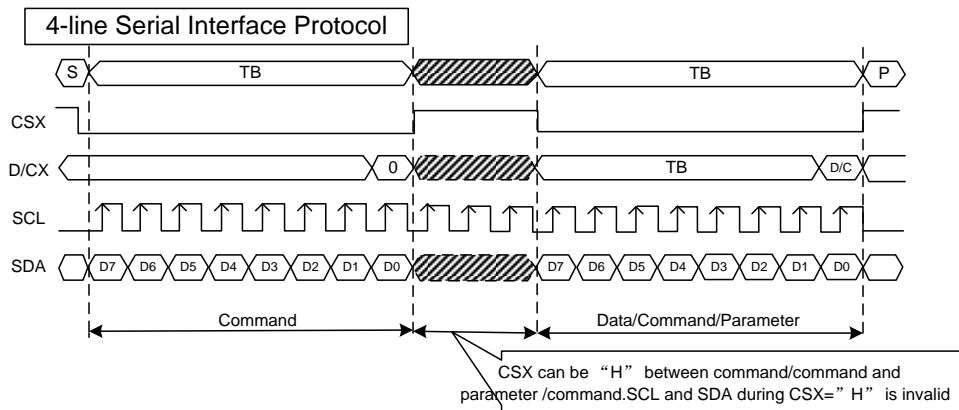 4-line Serial Interface Protocol
S TB TB P
CSX
D/CX 0 TB D/C
SCL
SDA D7 D6 D5 D4 D3 D2 D1 D0 D7 D6 D5 D4 D3 D2 D1 D0
Command Data/Command/Parameter
CSX can be “H” between command/command and
parameter /command.SCL and SDA during CSX=”H” is invalid